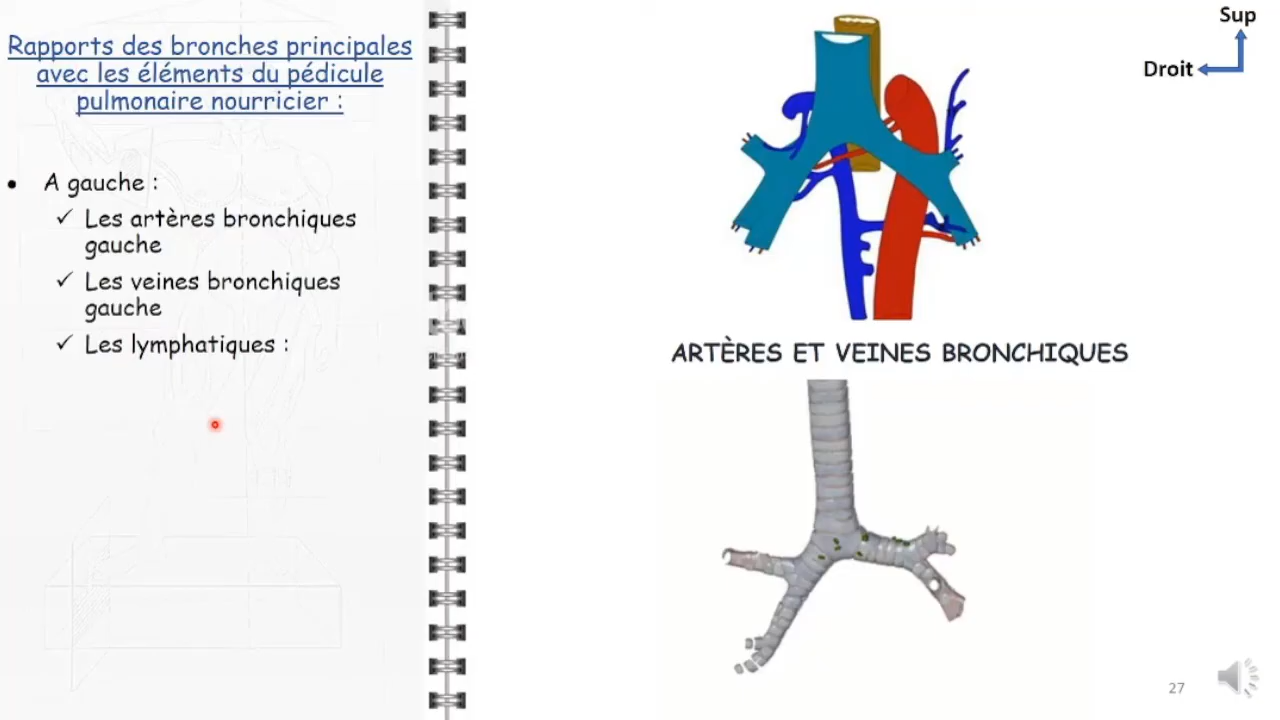 Rapports des bronches principales
avec les éléments du pédicule
pulmonaire nourricier :
• A gauche :
✓ Les artères bronchiques
gauche
✓ Les veines bronchiques
gauche
✓ Les lymphatiques :
Sup
Droit
ARTÈRES ET VEINES BRONCHIQUES
27